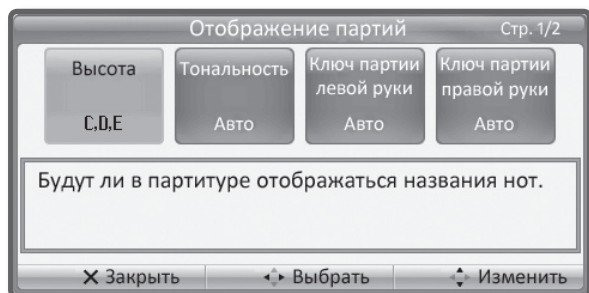 Отображение партий Стр. 1/2
Высота
C,D,E
Тональность
Авто
Ключ партии
левой руки
Авто
Ключ партии
правой руки
Авто
Будут ли в партитуре отображаться названия нот.
Закрыть Выбрать Изменить